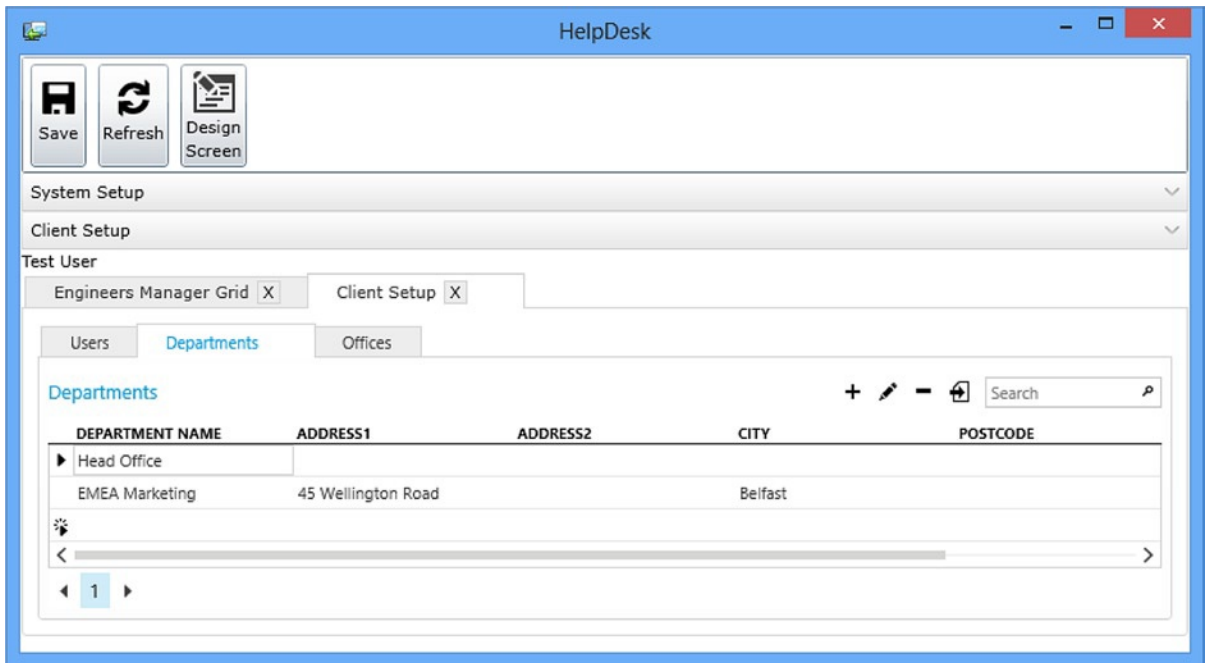 HelpDesk
Save
Refresh
Design
Screen
System Setup
Client Setup
Test User
Engineers Manager Grid X Client Setup X
Users Departments Offices
Departments Search
DEPARTMENT NAME ADDRESS1 ADDRESS2 CITY POSTCODE
Head Office
EMEA Marketing 45 Wellington Road Belfast
1